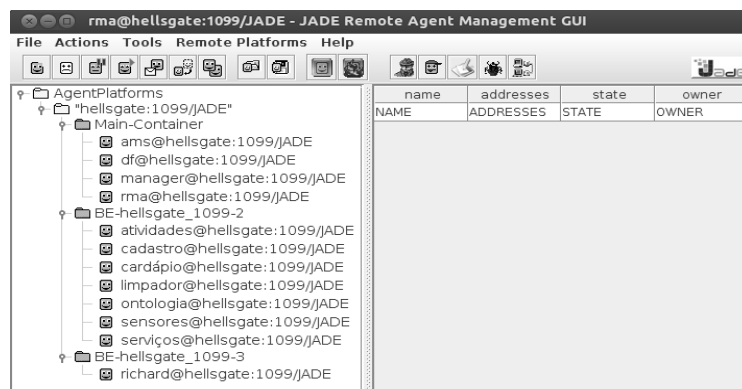 rma@hellsgate:1099/JADE - JADE Remote Agent Management GUI
File Actions Tools Remote Platforms Help
Jade
AgentPlatforms
"hellsgate:1099/JADE"
Main-Container
ams@hellsgate:1099/JADE
df@hellsgate:1099/JADE
manager@hellsgate:1099/JADE
rma@hellsgate:1099/JADE
BE-hellsgate_1099-2
atividades@hellsgate:1099/JADE
cadastro@hellsgate:1099/JADE
cardápio@hellsgate:1099/JADE
limpador@hellsgate:1099/JADE
ontologia@hellsgate:1099/JADE
sensores@hellsgate:1099/JADE
serviços@hellsgate:1099/JADE
BE-hellsgate_1099-3
richard@hellsgate:1099/JADE
name addresses state owner
NAME ADDRESSES STATE OWNER